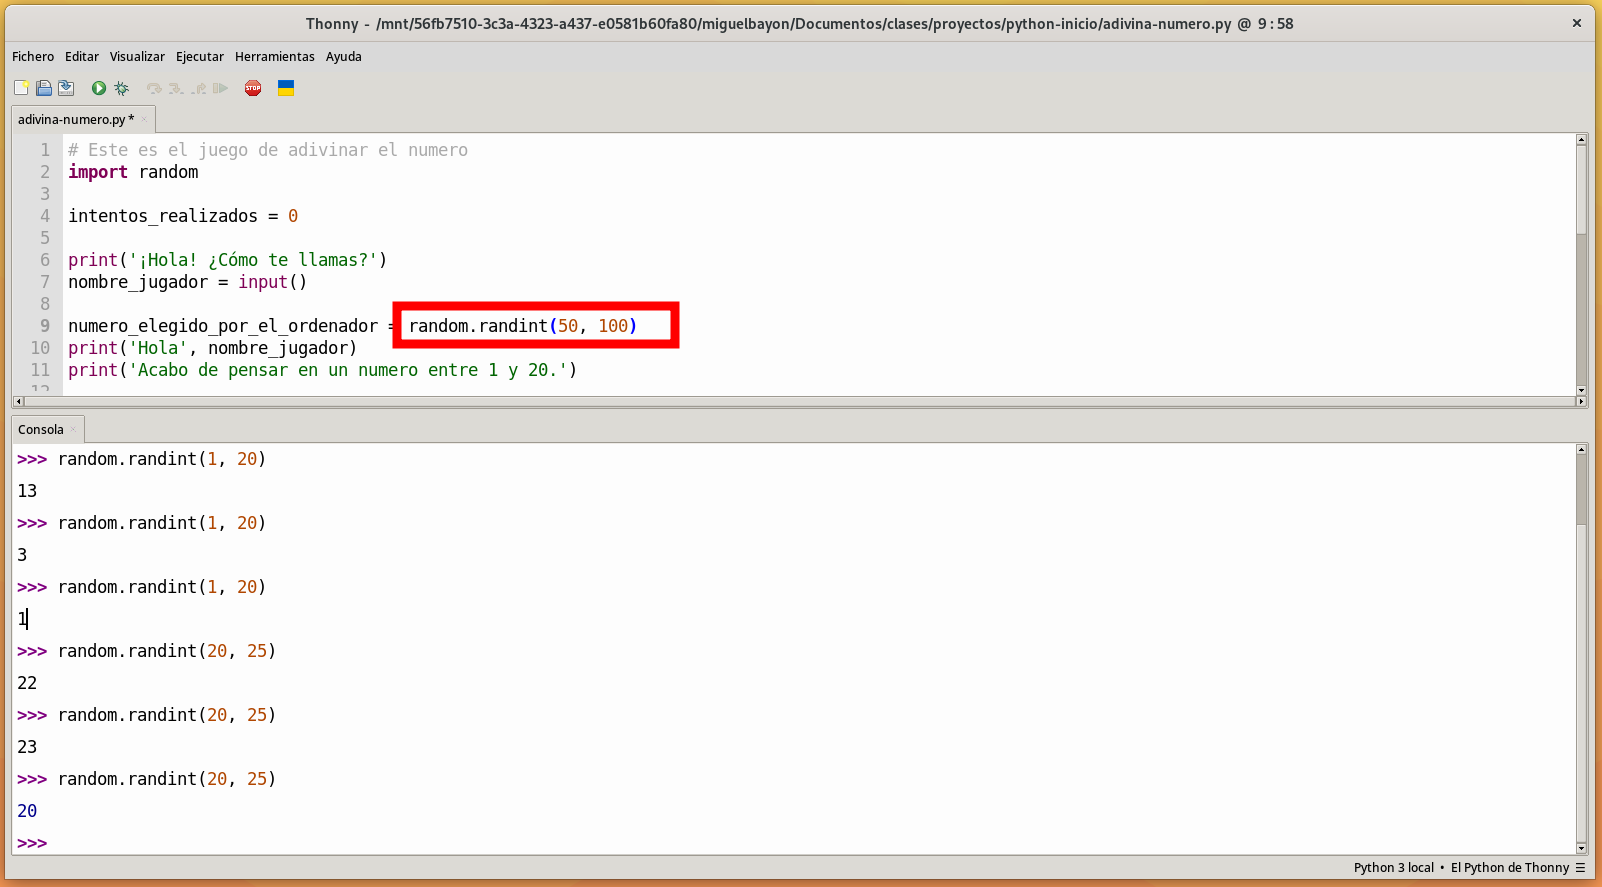 Thonny - /mnt/56fb7510-3c3a-4323-a437-e0581b60fa80/miguelbayon/Documentos/clases/proyectos/python-inicio/adivina-numero.py @ 9:58
Fichero Editar Visualizar Ejecutar Herramientas Ayuda
STOP
adivina-numero.py *
1 # Este es el juego de adivinar el numero
2 import random
3
4 intentos_realizados = 0
5
6 print('¡Hola! ¿Cómo te llamas?')
7 nombre_jugador = input()
8
9 numero_elegido_por_el_ordenador = random.randint(50, 100)
10 print('Hola', nombre_jugador)
11 print('Acabo de pensar en un numero entre 1 y 20.')
12
Consola
>>> random.randint(1, 20)
13
>>> random.randint(1, 20)
3
>>> random.randint(1, 20)
1
>>> random.randint(20, 25)
22
>>> random.randint(20, 25)
23
>>> random.randint(20, 25)
20
>>>
Python 3 local • El Python de Thonny ☰